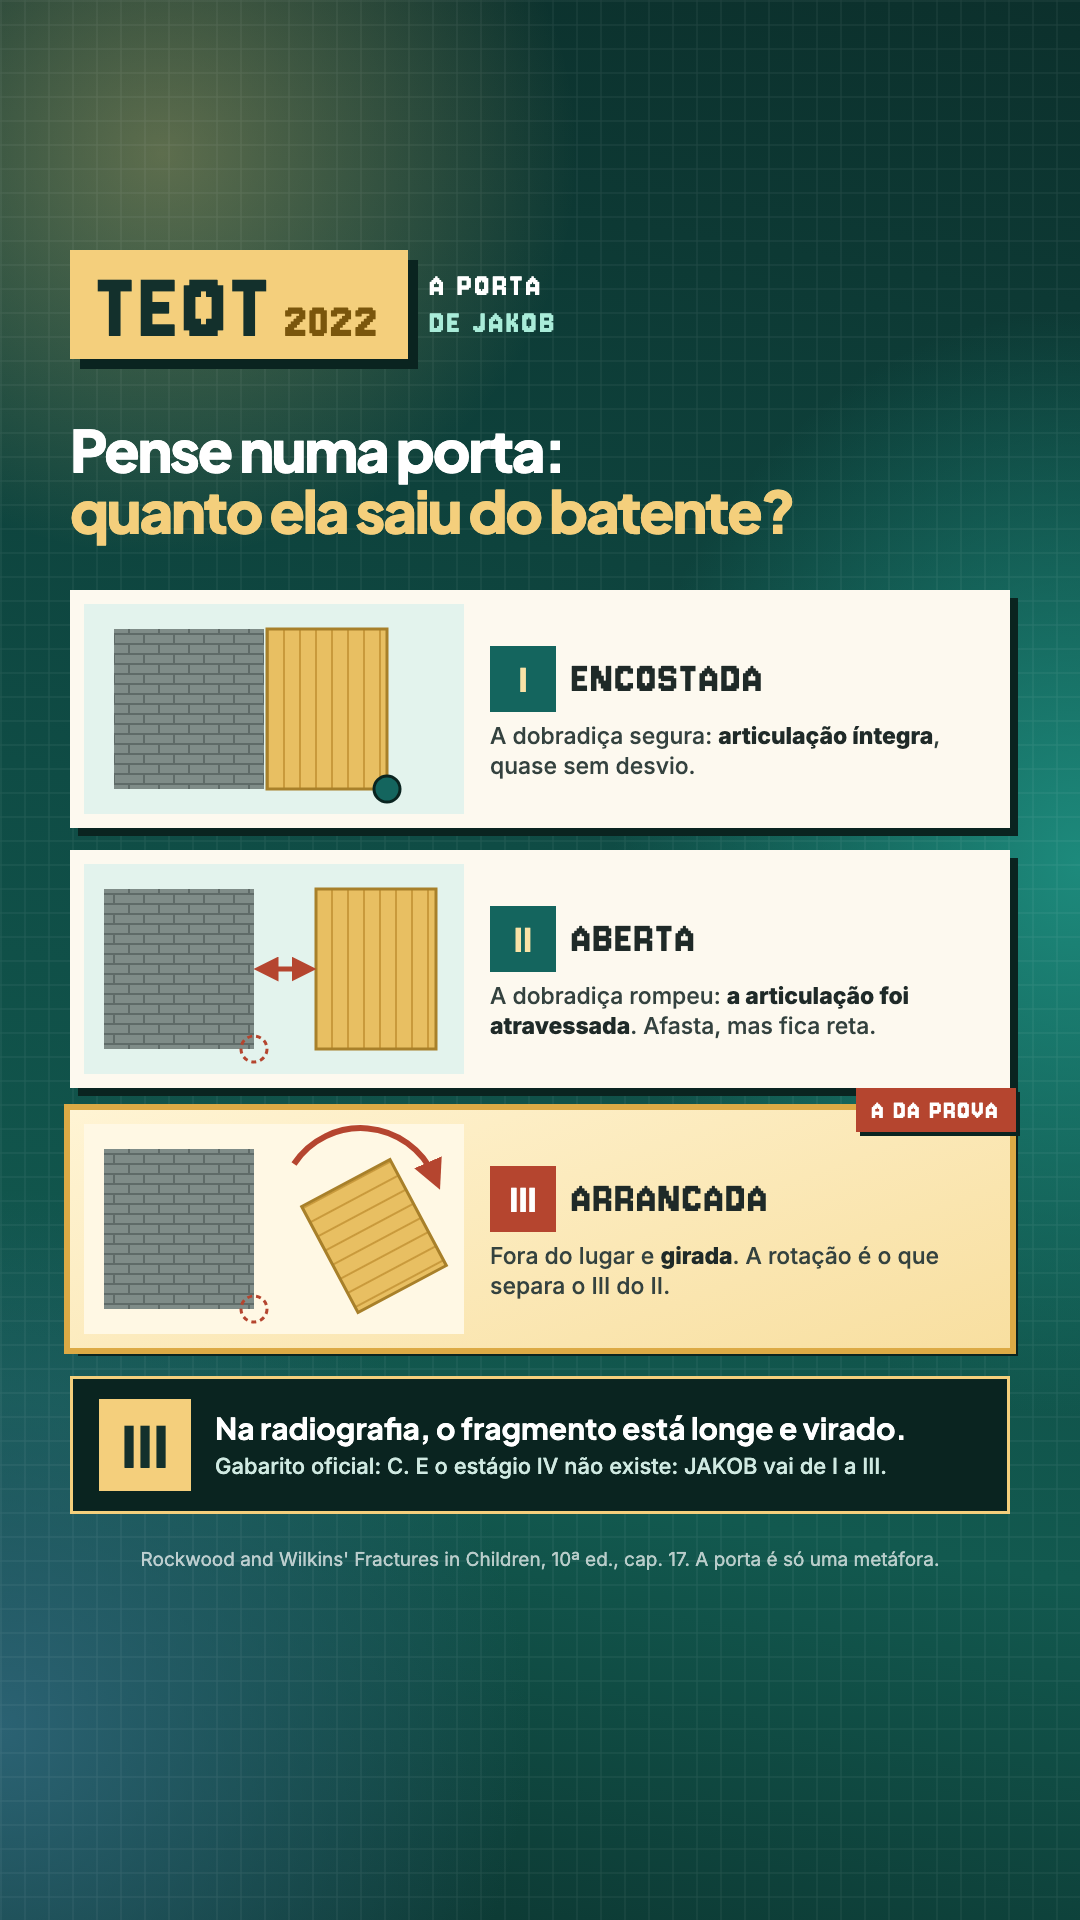 TEOT 2022
A PORTA
DE JAKOB
Pense numa porta:
quanto ela saiu do batente?
I ENCOSTADA
A dobradiça segura: articulação íntegra,
quase sem desvio.
II ABERTA
A dobradiça rompeu: a articulação foi
atravessada. Afasta, mas fica reta.
A DA PROVA
III ARRANCADA
Fora do lugar e girada. A rotação é o que
separa o III do II.
III
Na radiografia, o fragmento está longe e virado.
Gabarito oficial: C. E o estágio IV não existe: JAKOB vai de I a III.
Rockwood and Wilkins' Fractures in Children, 10ª ed., cap. 17. A porta é só uma metáfora.